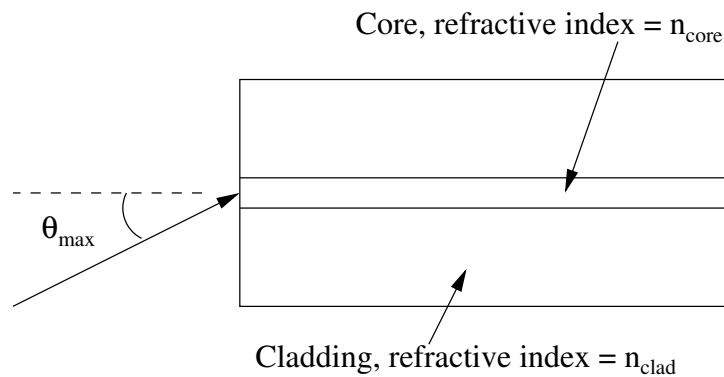 Core, refractive index = n_core
θ_max
Cladding, refractive index = n_clad